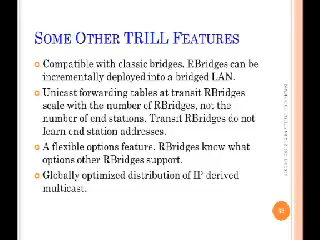 SOME OTHER TRILL FEATURES
Compatible with classic bridges. RBridges can be
incrementally deployed into a bridged LAN.
Unicast forwarding tables at transit RBridges
scale with the number of RBridges, not the
number of end stations. Transit RBridges do not
learn end station addresses.
A flexible options feature. RBridges know what
options other RBridges support.
Globally optimized distribution of IP derived
multicast.